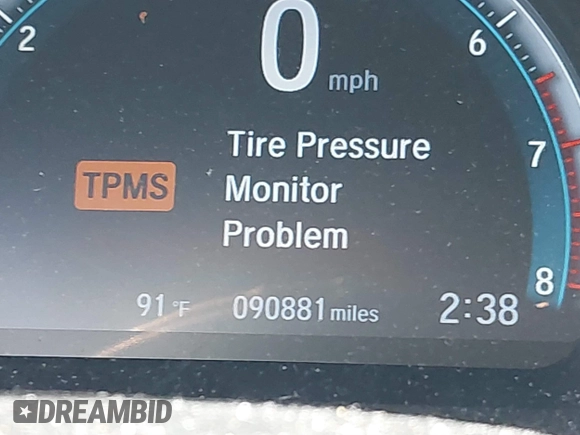 0 mph
2
6
7
8
Tire Pressure
TPMS Monitor
Problem
91 °F 090881 miles 2:38
DREAMBID